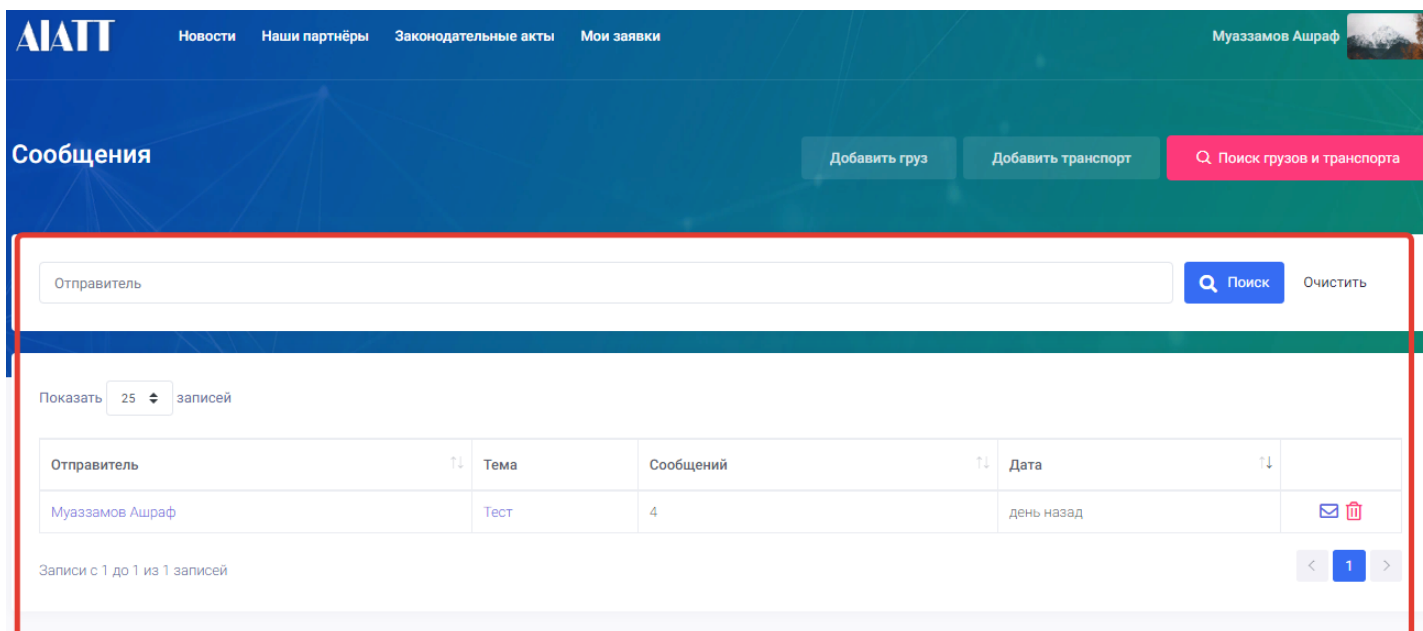 AIATT Новости Наши партнёры Законодательные акты Мои заявки Муаззамов Ашраф
Сообщения Добавить груз Добавить транспорт Поиск грузов и транспорта
Отправитель Поиск Очистить
Показать 25 записей
Отправитель Тема Сообщений Дата
Муаззамов Ашраф Тест 4 день назад
Записи с 1 до 1 из 1 записей < 1 >